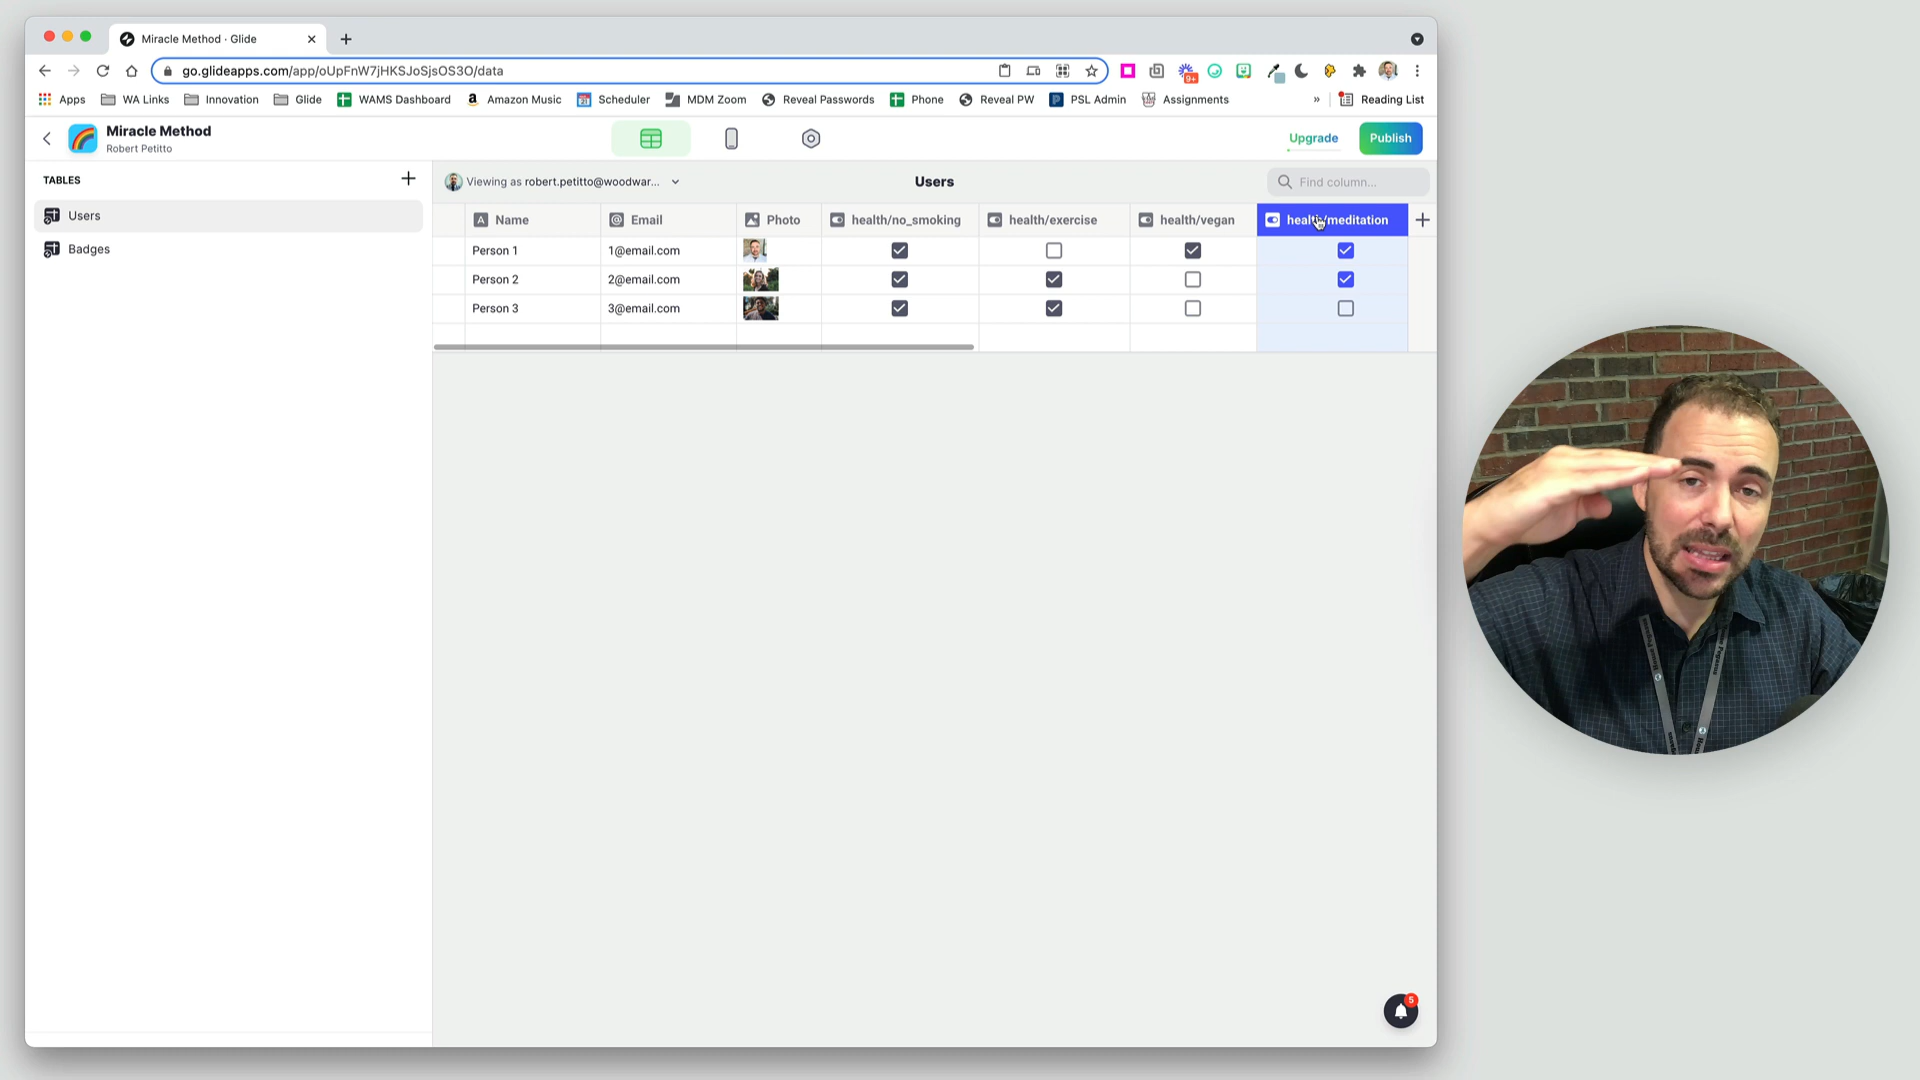 Miracle Method · Glide
go.glideapps.com/app/oUpFnW7jHKSJoSjsOS3O/data
9+
Apps WA Links Innovation Glide WAMS Dashboard Amazon Music Scheduler MDM Zoom Reveal Passwords Phone Reveal PW PSL Admin Assignments » Reading List
Miracle Method
Robert Petitto
Upgrade
Publish
TABLES
Users
Badges
Viewing as robert.petitto@woodwar...
Users
Find column...
Name Email Photo health/no_smoking health/exercise health/vegan health/meditation
Person 1 1@email.com
Person 2 2@email.com
Person 3 3@email.com
5